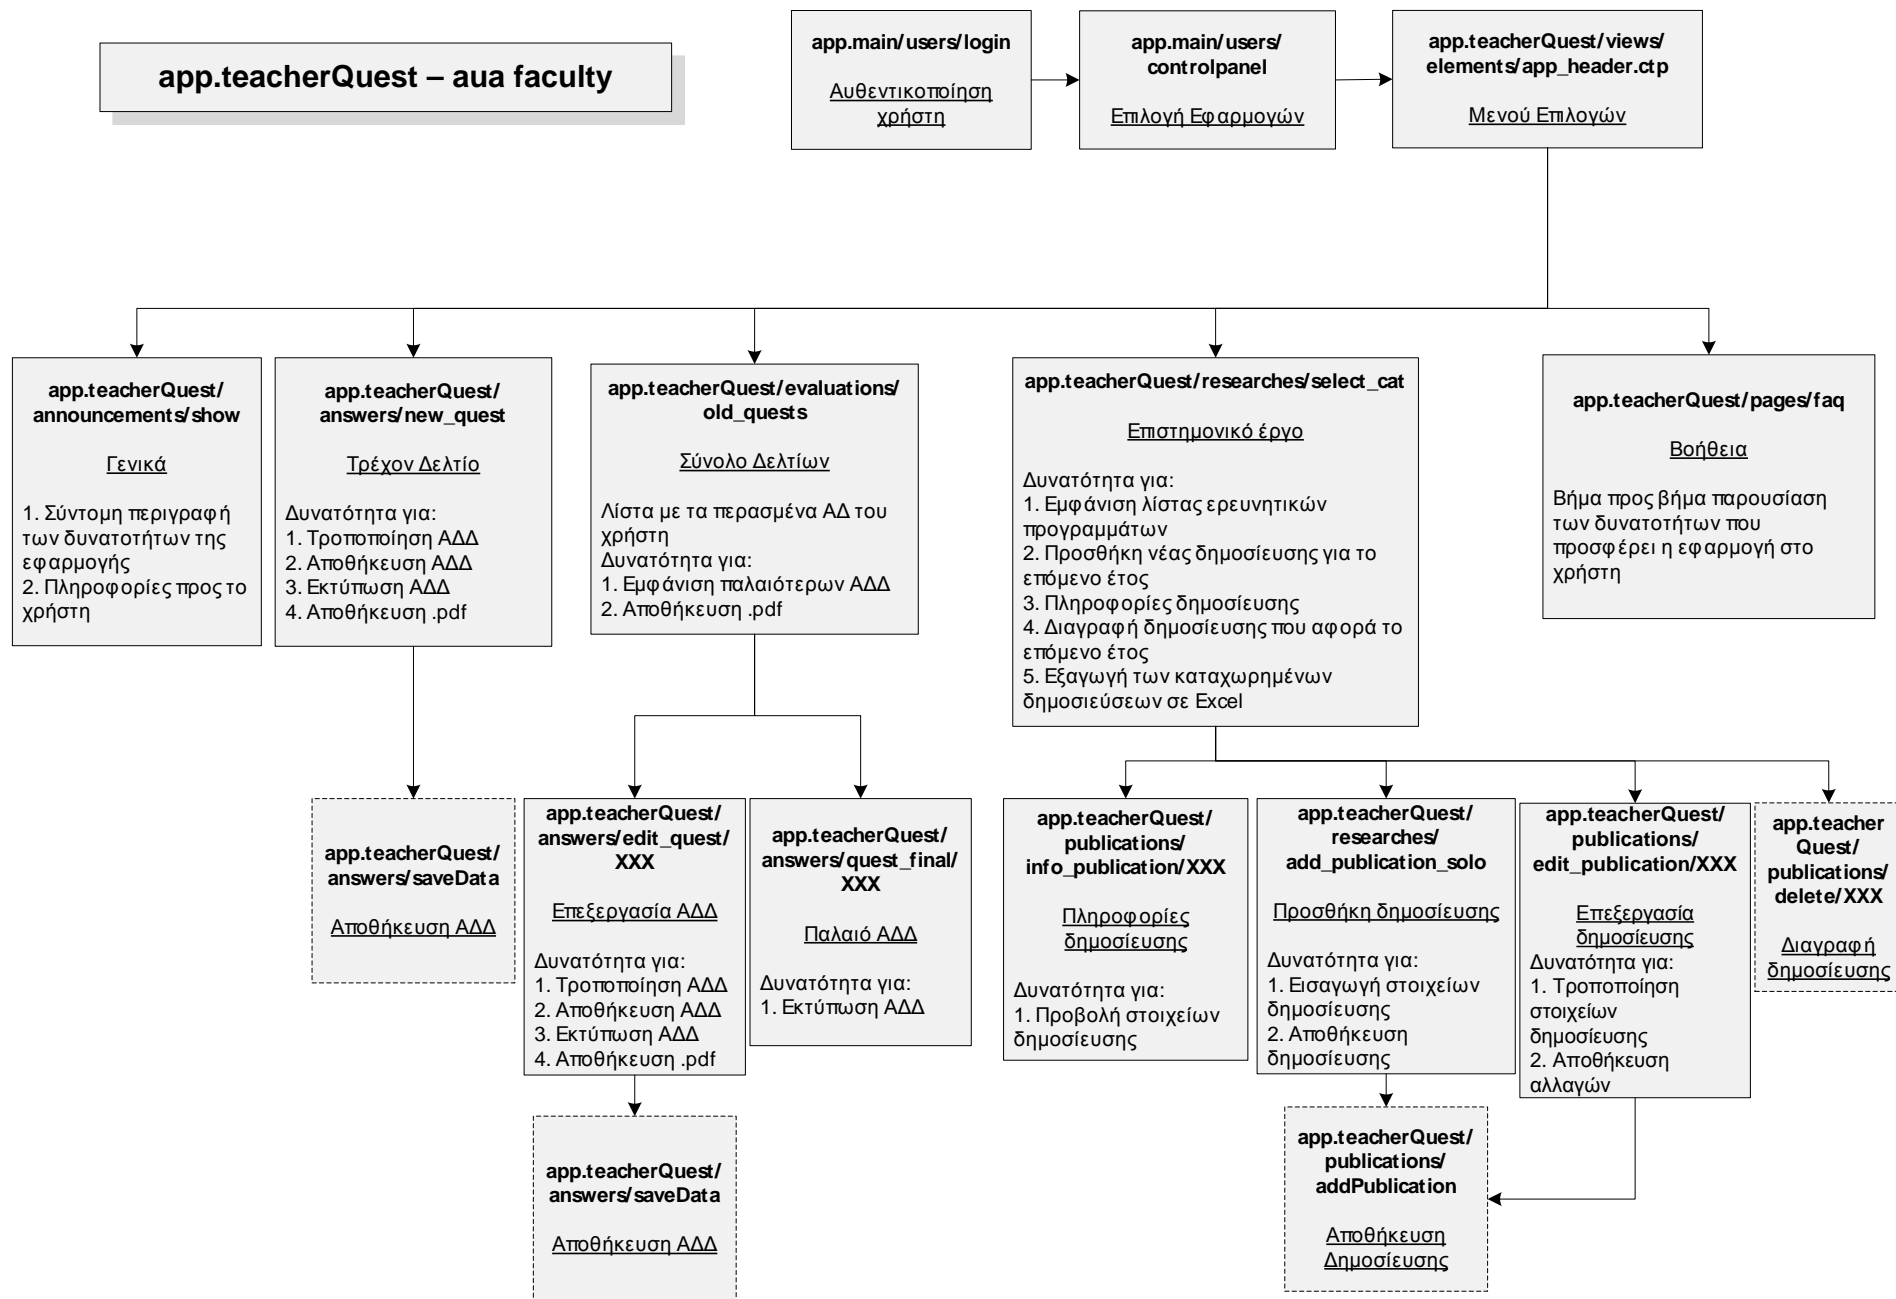 app.teacherQuest – aua faculty
app.main/users/login
Αυθεντικοποίηση
χρήστη
app.main/users/
controlpanel
Επιλογή Εφαρμογών
app.teacherQuest/views/
elements/app_header.ctp
Μενού Επιλογών
app.teacherQuest/
announcements/show
Γενικά
1. Σύντομη περιγραφή
των δυνατοτήτων της
εφαρμογής
2. Πληροφορίες προς το
χρήστη
app.teacherQuest/
answers/new_quest
Τρέχον Δελτίο
Δυνατότητα για:
1. Τροποποίηση ΑΔΔ
2. Αποθήκευση ΑΔΔ
3. Εκτύπωση ΑΔΔ
4. Αποθήκευση .pdf
app.teacherQuest/evaluations/
old_quests
Σύνολο Δελτίων
Λίστα με τα περασμένα ΑΔ του
χρήστη
Δυνατότητα για:
1. Εμφάνιση παλαιότερων ΑΔΔ
2. Αποθήκευση .pdf
app.teacherQuest/researches/select_cat
Επιστημονικό έργο
Δυνατότητα για:
1. Εμφάνιση λίστας ερευνητικών
προγραμμάτων
2. Προσθήκη νέας δημοσίευσης για το
επόμενο έτος
3. Πληροφορίες δημοσίευσης
4. Διαγραφή δημοσίευσης που αφορά το
επόμενο έτος
5. Εξαγωγή των καταχωρημένων
δημοσιεύσεων σε Excel
app.teacherQuest/pages/faq
Βοήθεια
Βήμα προς βήμα παρουσίαση
των δυνατοτήτων που
προσφέρει η εφαρμογή στο
χρήστη
app.teacherQuest/
answers/saveData
Αποθήκευση ΑΔΔ
app.teacherQuest/
answers/edit_quest/
XXX
Επεξεργασία ΑΔΔ
Δυνατότητα για:
1. Τροποποίηση ΑΔΔ
2. Αποθήκευση ΑΔΔ
3. Εκτύπωση ΑΔΔ
4. Αποθήκευση .pdf
app.teacherQuest/
answers/quest_final/
XXX
Παλαιό ΑΔΔ
Δυνατότητα για:
1. Εκτύπωση ΑΔΔ
app.teacherQuest/
publications/
info_publication/XXX
Πληροφορίες
δημοσίευσης
Δυνατότητα για:
1. Προβολή στοιχείων
δημοσίευσης
app.teacherQuest/
researches/
add_publication_solo
Προσθήκη δημοσίευσης
Δυνατότητα για:
1. Εισαγωγή στοιχείων
δημοσίευσης
2. Αποθήκευση
δημοσίευσης
app.teacherQuest/
publications/
edit_publication/XXX
Επεξεργασία
δημοσίευσης
Δυνατότητα για:
1. Τροποποίηση
στοιχείων
δημοσίευσης
2. Αποθήκευση
αλλαγών
app.teacher
Quest/
publications/
delete/XXX
Διαγραφή
δημοσίευσης
app.teacherQuest/
answers/saveData
Αποθήκευση ΑΔΔ
app.teacherQuest/
publications/
addPublication
Αποθήκευση
Δημοσίευσης